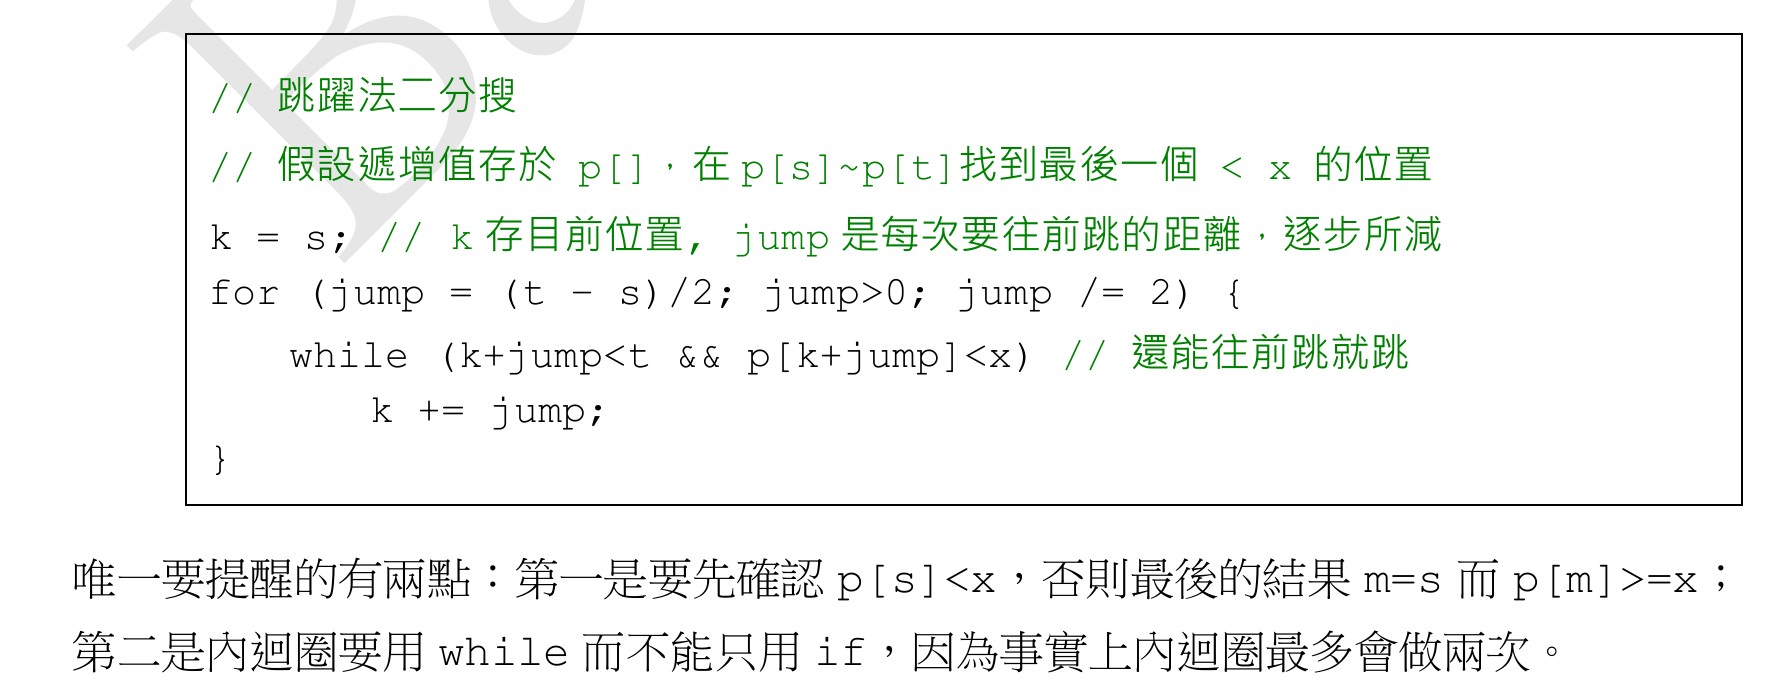 // 跳躍法二分搜
// 假設遞增值存於 p[]，在 p[s]~p[t]找到最後一個 < x 的位置
k = s; // k 存目前位置, jump 是每次要往前跳的距離，逐步所減
for (jump = (t - s)/2; jump>0; jump /= 2) {
    while (k+jump<t && p[k+jump]<x) // 還能往前跳就跳
        k += jump;
}
唯一要提醒的有兩點：第一是要先確認 p[s]<x，否則最後的結果 m=s 而 p[m]>=x；
第二是內迴圈要用 while 而不能只用 if，因為事實上內迴圈最多會做兩次。